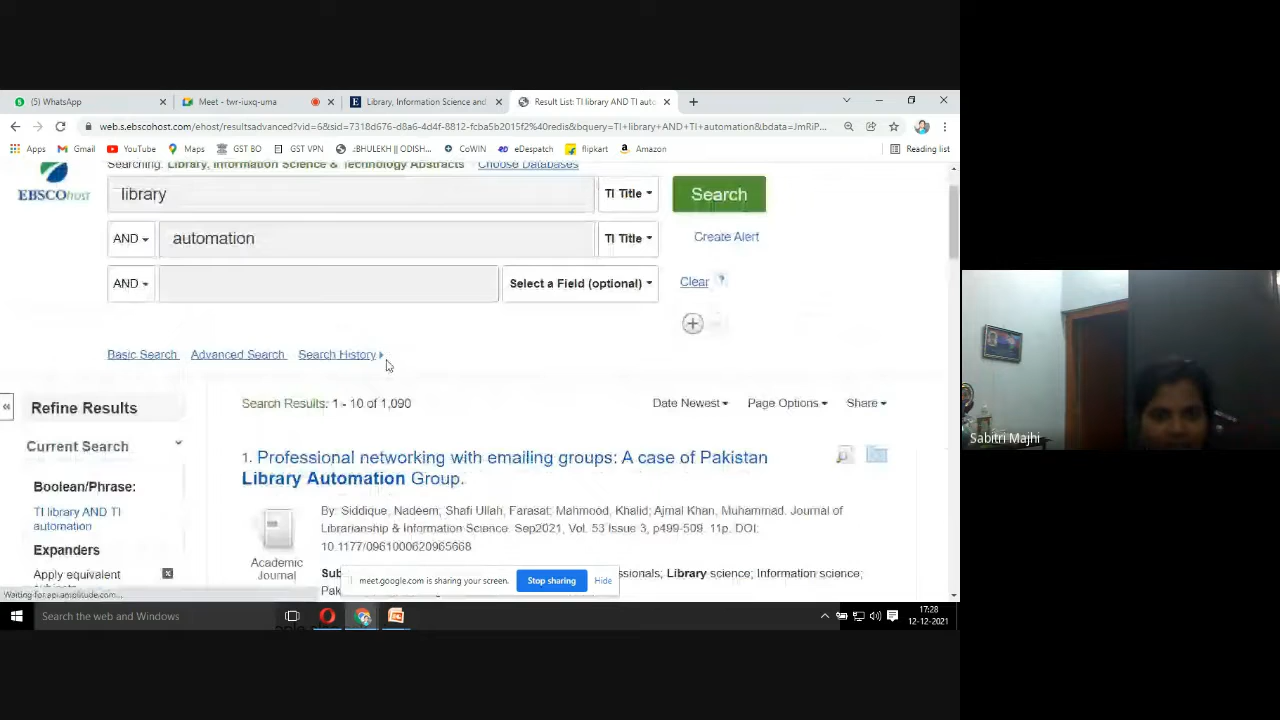 (5) WhatsApp
Meet - twr-iuxq-uma
Library, Information Science and
Result List: TI library AND TI auto
web.s.ebscohost.com/ehost/resultsadvanced?vid=6&sid=7318d676-d8a6-4d4f-8812-fcba5b2015f2%40redis&bquery=TI+library+AND+TI+automation&bdata=JmRiP...
Apps
Gmail
YouTube
Maps
GST BO
GST VPN
:BHULEKH || ODISH...
CoWIN
eDespatch
flipkart
Amazon
Reading list
Searching: Library, Information Science & Technology Abstracts Choose Databases
EBSCOhost
library
TI Title
Search
AND
automation
TI Title
Create Alert
AND
Select a Field (optional)
Clear
Basic Search Advanced Search Search History
Refine Results
Search Results: 1 - 10 of 1,090
Date Newest
Page Options
Share
Current Search
Boolean/Phrase:
TI library AND TI
automation
Expanders
Apply equivalent
1. Professional networking with emailing groups: A case of Pakistan
Library Automation Group.
By: Siddique, Nadeem, Shafi Ullah, Farasat; Mahmood, Khalid; Ajmal Khan, Muhammad. Journal of
Librarianship & Information Science. Sep2021, Vol. 53 Issue 3, p499-509. 11p. DOI:
10.1177/0961000620965668
Academic
Journal
Sub
ssionals; Library science; Information science;
Pak
meet.google.com is sharing your screen.
Stop sharing
Hide
Waiting for api.amplitude.com...
Search the web and Windows
17:28
12-12-2021
Sabitri Majhi